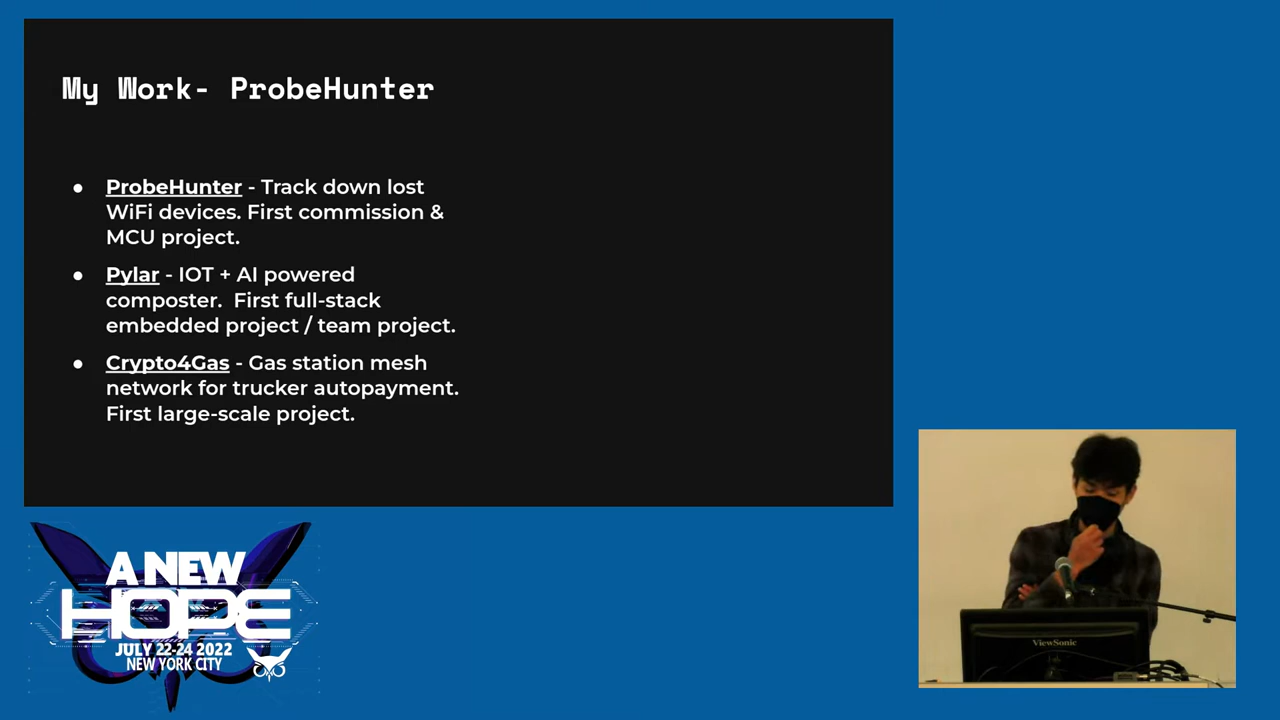 My Work- ProbeHunter
● ProbeHunter - Track down lost
WiFi devices. First commission &
MCU project.
● Pylar - IOT + AI powered
composter.  First full-stack
embedded project / team project.
● Crypto4Gas - Gas station mesh
network for trucker autopayment.
First large-scale project.
A NEW
HOPE
JULY 22-24 2022
NEW YORK CITY
ViewSonic